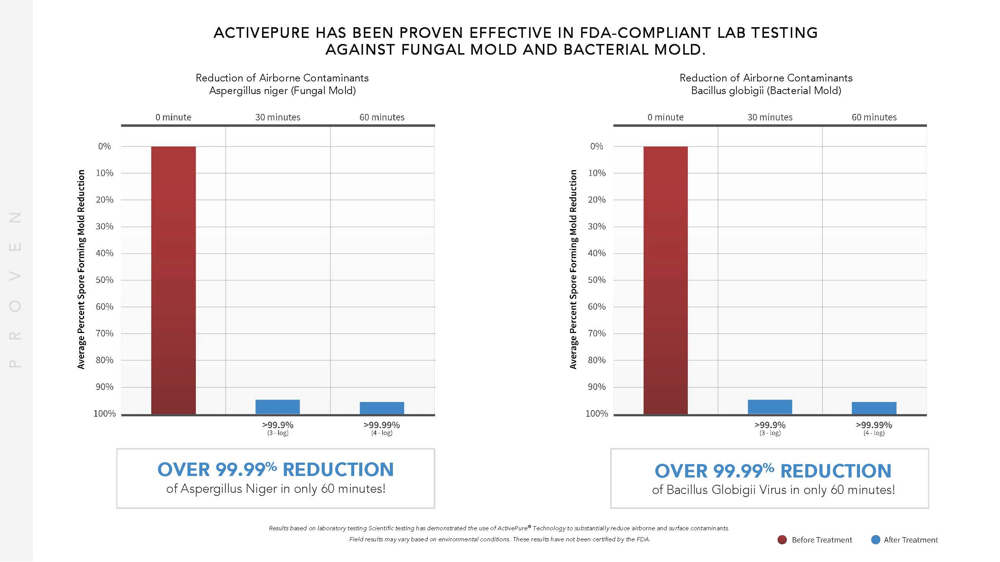 ACTIVEPURE HAS BEEN PROVEN EFFECTIVE IN FDA-COMPLIANT LAB TESTING
AGAINST FUNGAL MOLD AND BACTERIAL MOLD.
PROVEN
Reduction of Airborne Contaminants
Aspergillus niger (Fungal Mold)
0 minute
30 minutes
60 minutes
Average Percent Spore Forming Mold Reduction
0%
10%
20%
30%
40%
50%
60%
70%
80%
90%
100%
>99.9%
(3 - log)
>99.99%
(4 - log)
OVER 99.99% REDUCTION
of Aspergillus Niger in only 60 minutes!
Reduction of Airborne Contaminants
Bacillus globigii (Bacterial Mold)
0 minute
30 minutes
60 minutes
Average Percent Spore Forming Mold Reduction
0%
10%
20%
30%
40%
50%
60%
70%
80%
90%
100%
>99.9%
(3 - log)
>99.99%
(4 - log)
OVER 99.99% REDUCTION
of Bacillus Globigii Virus in only 60 minutes!
Results based on laboratory testing Scientific testing has demonstrated the use of ActivePure® Technology to substantially reduce airborne and surface contaminants.
Field results may vary based on environmental conditions. These results have not been certified by the FDA.
Before Treatment
After Treatment